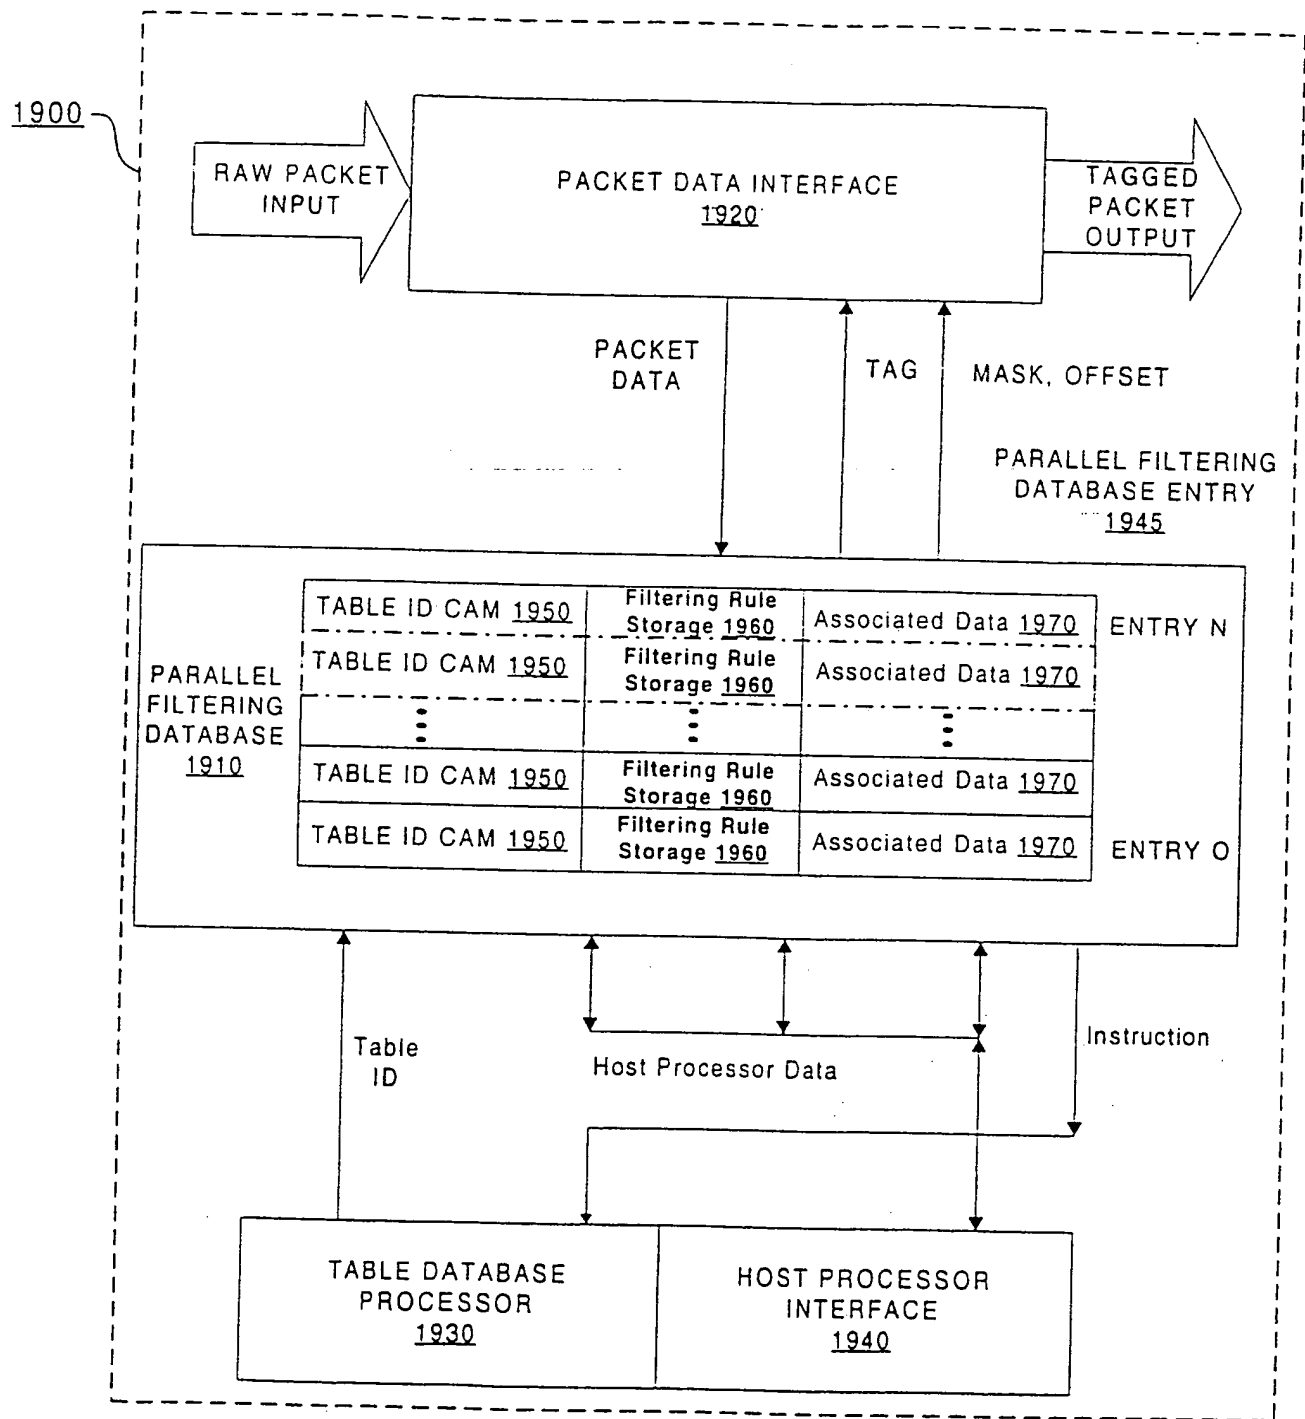 1900
RAW PACKET
INPUT
PACKET DATA INTERFACE
1920
TAGGED
PACKET
OUTPUT
PACKET
DATA
TAG
MASK, OFFSET
PARALLEL FILTERING
DATABASE ENTRY
1945
PARALLEL
FILTERING
DATABASE
1910
TABLE ID CAM 1950
Filtering Rule
Storage 1960
Associated Data 1970
ENTRY N
TABLE ID CAM 1950
Filtering Rule
Storage 1960
Associated Data 1970
TABLE ID CAM 1950
Filtering Rule
Storage 1960
Associated Data 1970
TABLE ID CAM 1950
Filtering Rule
Storage 1960
Associated Data 1970
ENTRY O
Table
ID
Host Processor Data
Instruction
TABLE DATABASE
PROCESSOR
1930
HOST PROCESSOR
INTERFACE
1940